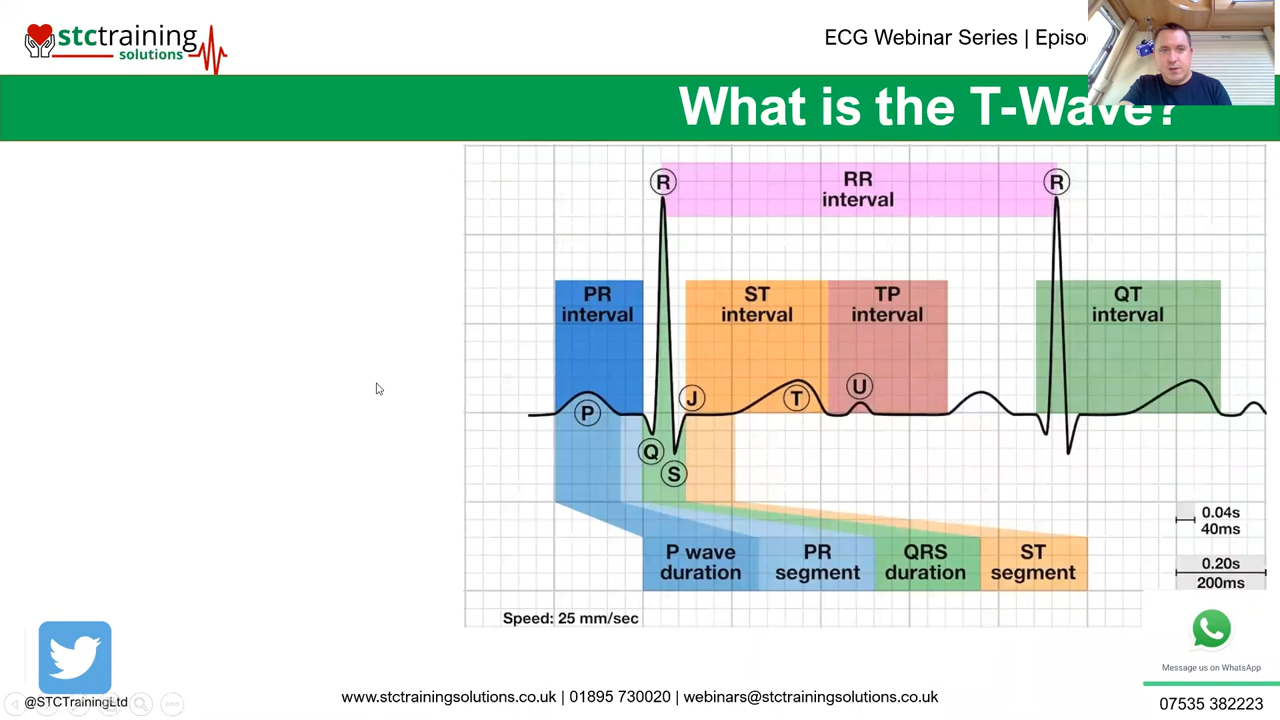 stctraining
solutions
ECG Webinar Series |
What is the T-Wave?
R
RR
interval
R
PR
interval
ST
interval
TP
interval
QT
interval
P
J
T
U
Q
S
0.04s
40ms
0.20s
200ms
P wave
duration
PR
segment
QRS
duration
ST
segment
Speed: 25 mm/sec
Message us on WhatsApp
@STCTrainingLtd
www.stctrainingsolutions.co.uk | 01895 730020 | webinars@stctrainingsolutions.co.uk
07535 382223